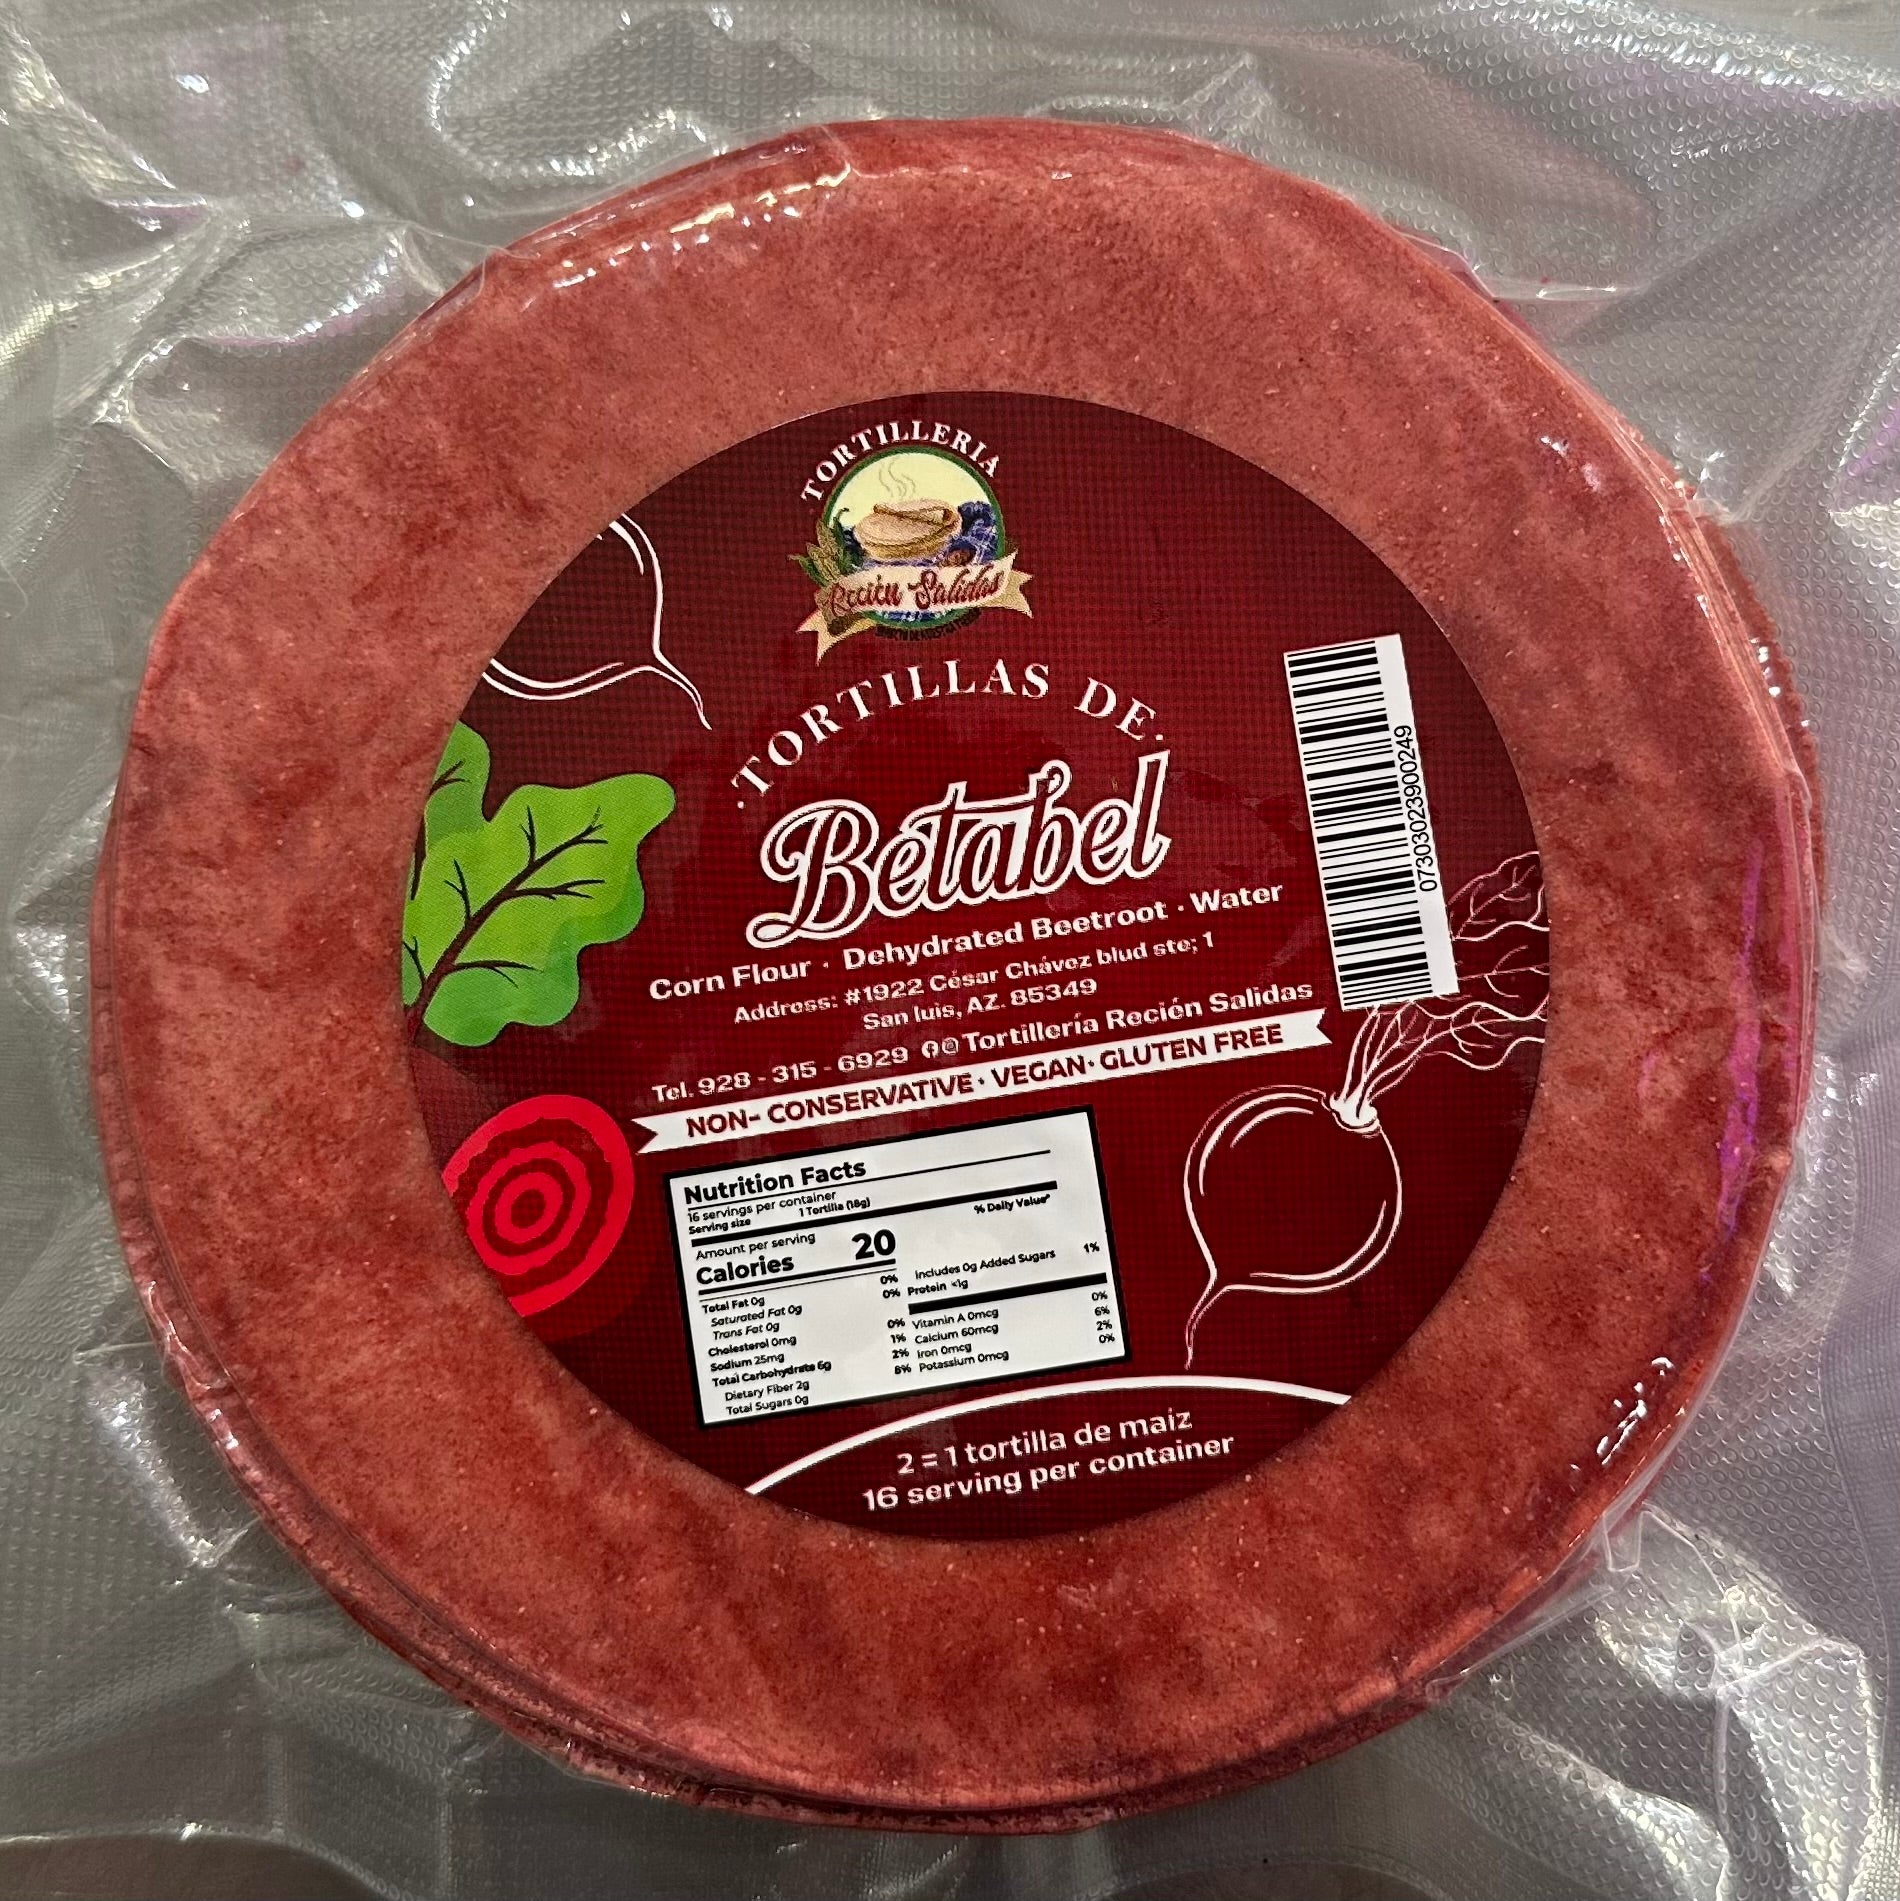 TORTILLERIA
Recién Salidas
· TORTILLAS DE ·
Betabel
Corn Flour · Dehydrated Beetroot · Water
Address: #1922 César Chávez blud ste; 1
San luis, AZ. 85349
Tel. 928 - 315 - 6929 Tortillería Recién Salidas
NON- CONSERVATIVE · VEGAN · GLUTEN FREE
07303023900249
Nutrition Facts
16 servings per container
Serving size 1 Tortilla (18g)
Amount per serving
Calories 20
% Daily Value*
Total Fat 0g 0%
Saturated Fat 0g 0%
Trans Fat 0g
Cholesterol 0mg 0%
Sodium 25mg 1%
Total Carbohydrate 6g 2%
Dietary Fiber 2g 8%
Total Sugars 0g
Includes 0g Added Sugars 1%
Protein <1g
Vitamin A 0mcg 0%
Calcium 60mcg 6%
Iron 0mcg 2%
Potassium 0mcg 0%
2 = 1 tortilla de maiz
16 serving per container